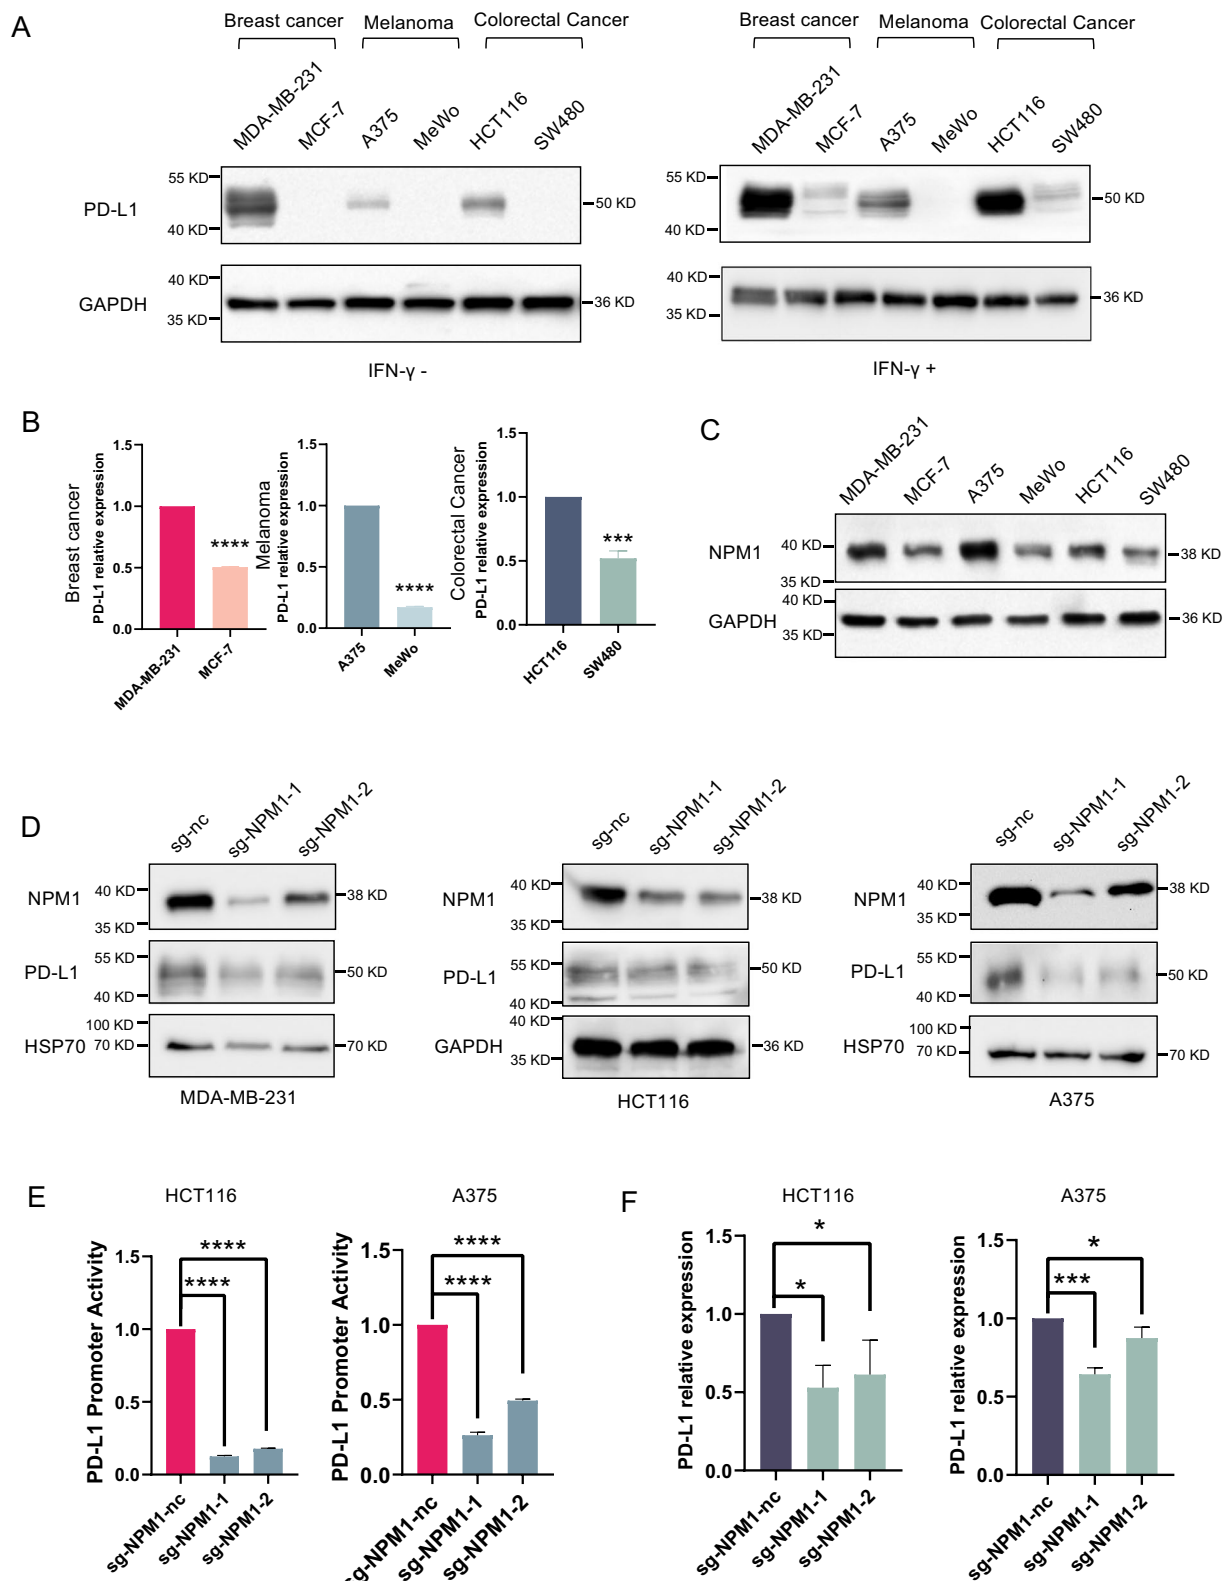 A
Breast cancer
Melanoma
Colorectal Cancer
MDA-MB-231
MCF-7
A375
MeWo
HCT116
SW480
55 KD
40 KD
PD-L1
50 KD
40 KD
35 KD
GAPDH
36 KD
IFN-γ -
Breast cancer
Melanoma
Colorectal Cancer
MDA-MB-231
MCF-7
A375
MeWo
HCT116
SW480
55 KD
40 KD
50 KD
40 KD
35 KD
36 KD
IFN-γ +
B
Breast cancer
PD-L1 relative expression
1.5
1.0
0.5
0.0
****
MDA-MB-231
MCF-7
Melanoma
PD-L1 relative expression
1.5
1.0
0.5
0.0
****
A375
MeWo
Colorectal Cancer
PD-L1 relative expression
1.5
1.0
0.5
0.0
***
HCT116
SW480
C
MDA-MB-231
MCF-7
A375
MeWo
HCT116
SW480
NPM1
40 KD
35 KD
38 KD
GAPDH
40 KD
35 KD
36 KD
D
sg-nc
sg-NPM1-1
sg-NPM1-2
NPM1
40 KD
35 KD
38 KD
PD-L1
55 KD
40 KD
50 KD
HSP70
100 KD
70 KD
70 KD
MDA-MB-231
sg-nc
sg-NPM1-1
sg-NPM1-2
NPM1
40 KD
35 KD
38 KD
PD-L1
55 KD
40 KD
50 KD
GAPDH
40 KD
35 KD
36 KD
HCT116
sg-nc
sg-NPM1-1
sg-NPM1-2
NPM1
40 KD
35 KD
38 KD
PD-L1
55 KD
40 KD
50 KD
HSP70
100 KD
70 KD
70 KD
A375
E
HCT116
PD-L1 Promoter Activity
1.5
1.0
0.5
0.0
****
****
sg-NPM1-nc
sg-NPM1-1
sg-NPM1-2
A375
PD-L1 Promoter Activity
1.5
1.0
0.5
0.0
****
****
sg-NPM1-nc
sg-NPM1-1
sg-NPM1-2
F
HCT116
PD-L1 relative expression
1.5
1.0
0.5
0.0
*
*
sg-NPM1-nc
sg-NPM1-1
sg-NPM1-2
A375
PD-L1 relative expression
1.5
1.0
0.5
0.0
*
***
sg-NPM1-nc
sg-NPM1-1
sg-NPM1-2